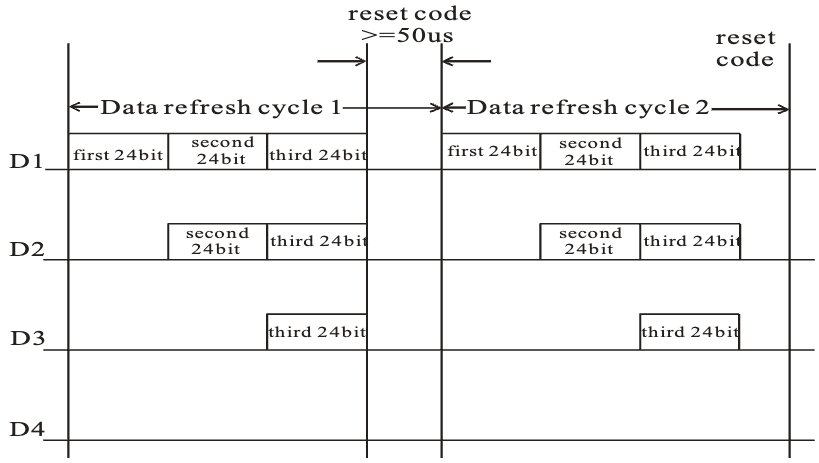 reset code
>=50us
reset
code
Data refresh cycle 1
Data refresh cycle 2
D1
first 24bit
second
24bit
third 24bit
first 24bit
second
24bit
third 24bit
D2
second
24bit
third 24bit
second
24bit
third 24bit
D3
third 24bit
third 24bit
D4